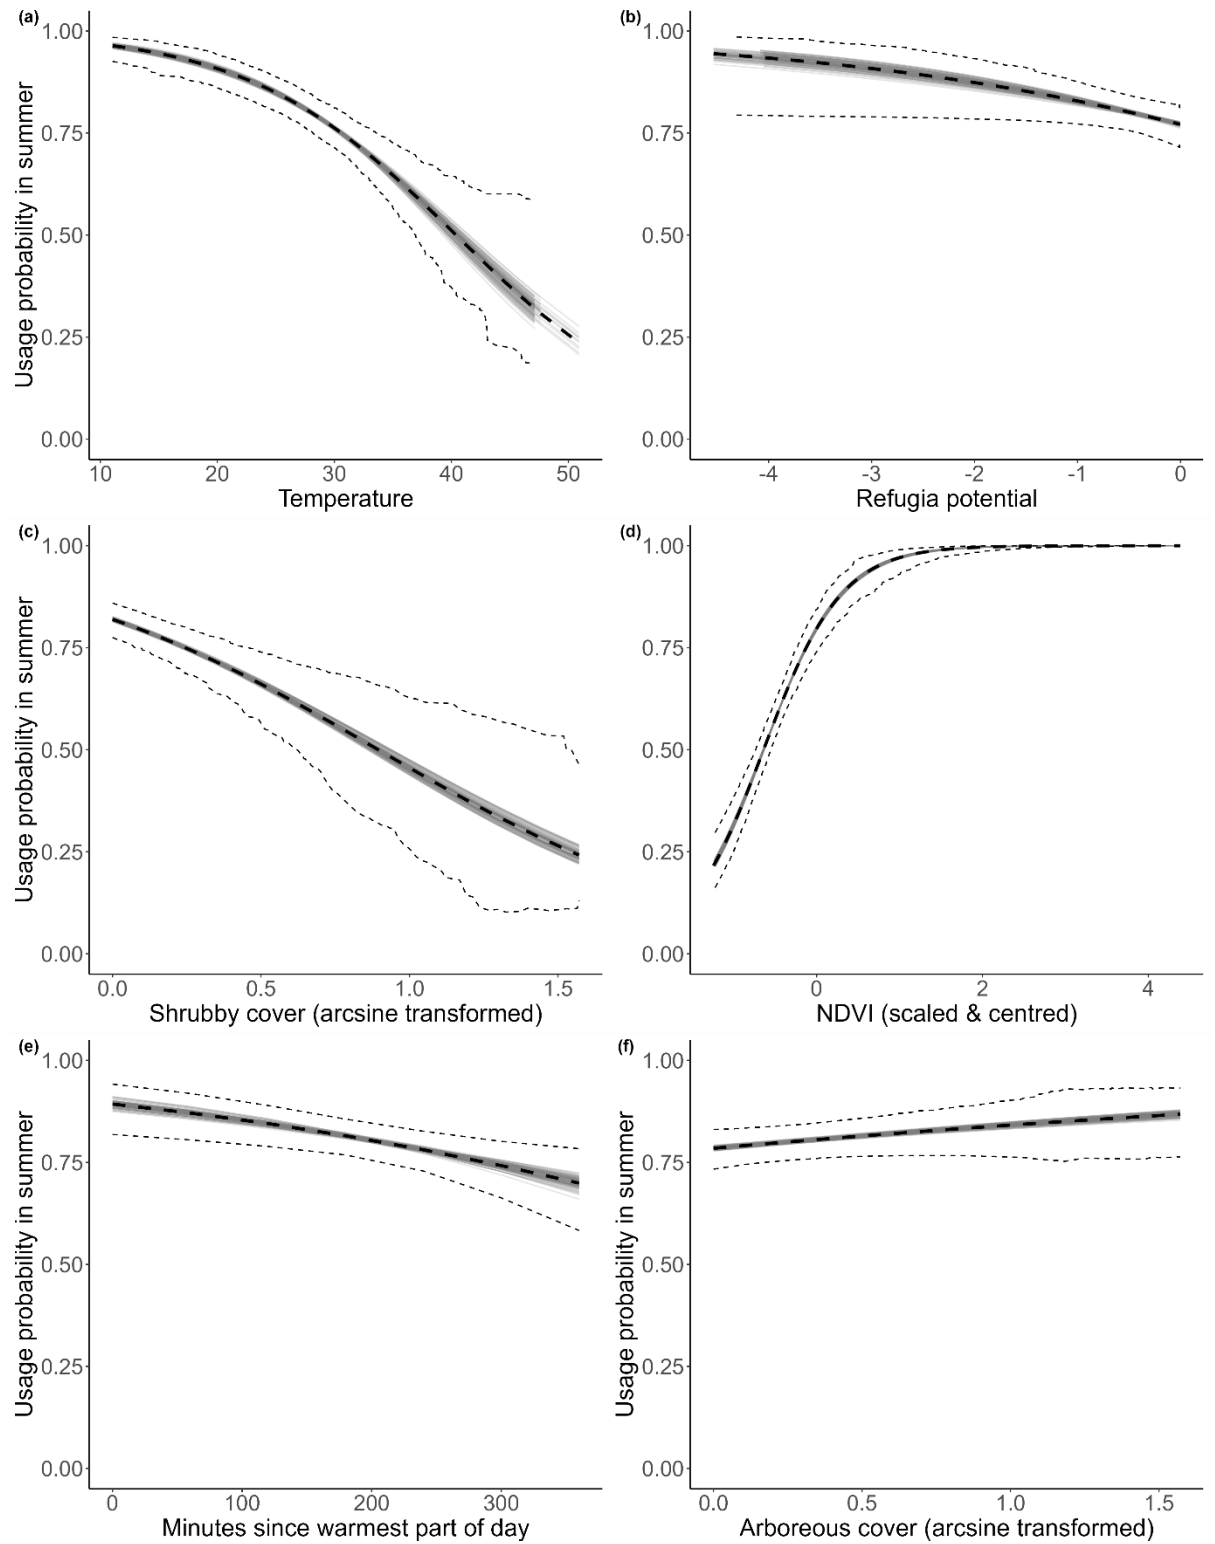 (a)
Usage probability in summer
1.00
0.75
0.50
0.25
0.00
10 20 30 40 50
Temperature
(b)
1.00
0.75
0.50
0.25
0.00
-4 -3 -2 -1 0
Refugia potential
(c)
Usage probability in summer
1.00
0.75
0.50
0.25
0.00
0.0 0.5 1.0 1.5
Shrubby cover (arcsine transformed)
(d)
1.00
0.75
0.50
0.25
0.00
0 2 4
NDVI (scaled & centred)
(e)
Usage probability in summer
1.00
0.75
0.50
0.25
0.00
0 100 200 300
Minutes since warmest part of day
(f)
Usage probability in summer
1.00
0.75
0.50
0.25
0.00
0.0 0.5 1.0 1.5
Arboreous cover (arcsine transformed)